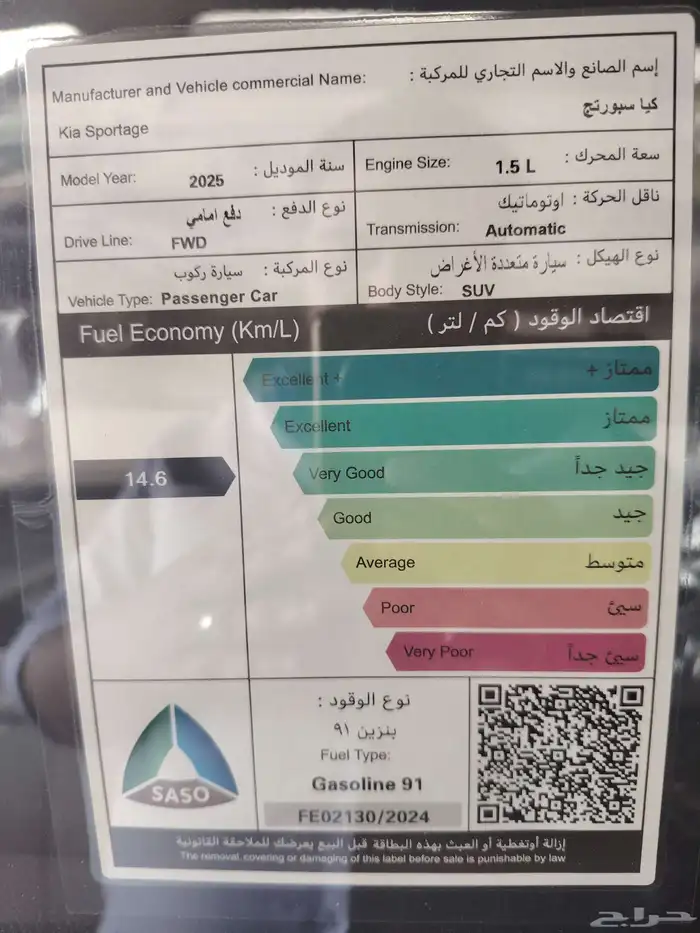 إسم الصانع والاسم التجاري للمركبة :
Manufacturer and Vehicle commercial Name:
كيا سبورتج
Kia Sportage
سنة الموديل :
Model Year: 2025
سعة المحرك :
Engine Size: 1.5 L
نوع الدفع : دفع امامي
Drive Line: FWD
ناقل الحركة : اوتوماتيك
Transmission: Automatic
نوع المركبة : سيارة ركوب
Vehicle Type: Passenger Car
نوع الهيكل : سيارة متعددة الأغراض
Body Style: SUV
Fuel Economy (Km/L) اقتصاد الوقود ( كم / لتر )
Excellent + ممتاز +
Excellent ممتاز
14.6
Very Good جيد جداً
Good جيد
Average متوسط
Poor سيئ
Very Poor سيئ جداً
SASO
نوع الوقود :
بنزين ٩١
Fuel Type:
Gasoline 91
FE02130/2024
إزالة أوتغطية أو العبث بهذه البطاقة قبل البيع يعرضك للملاحقة القانونية
The removal, covering or damaging of this label before sale is punishable by law
حراج